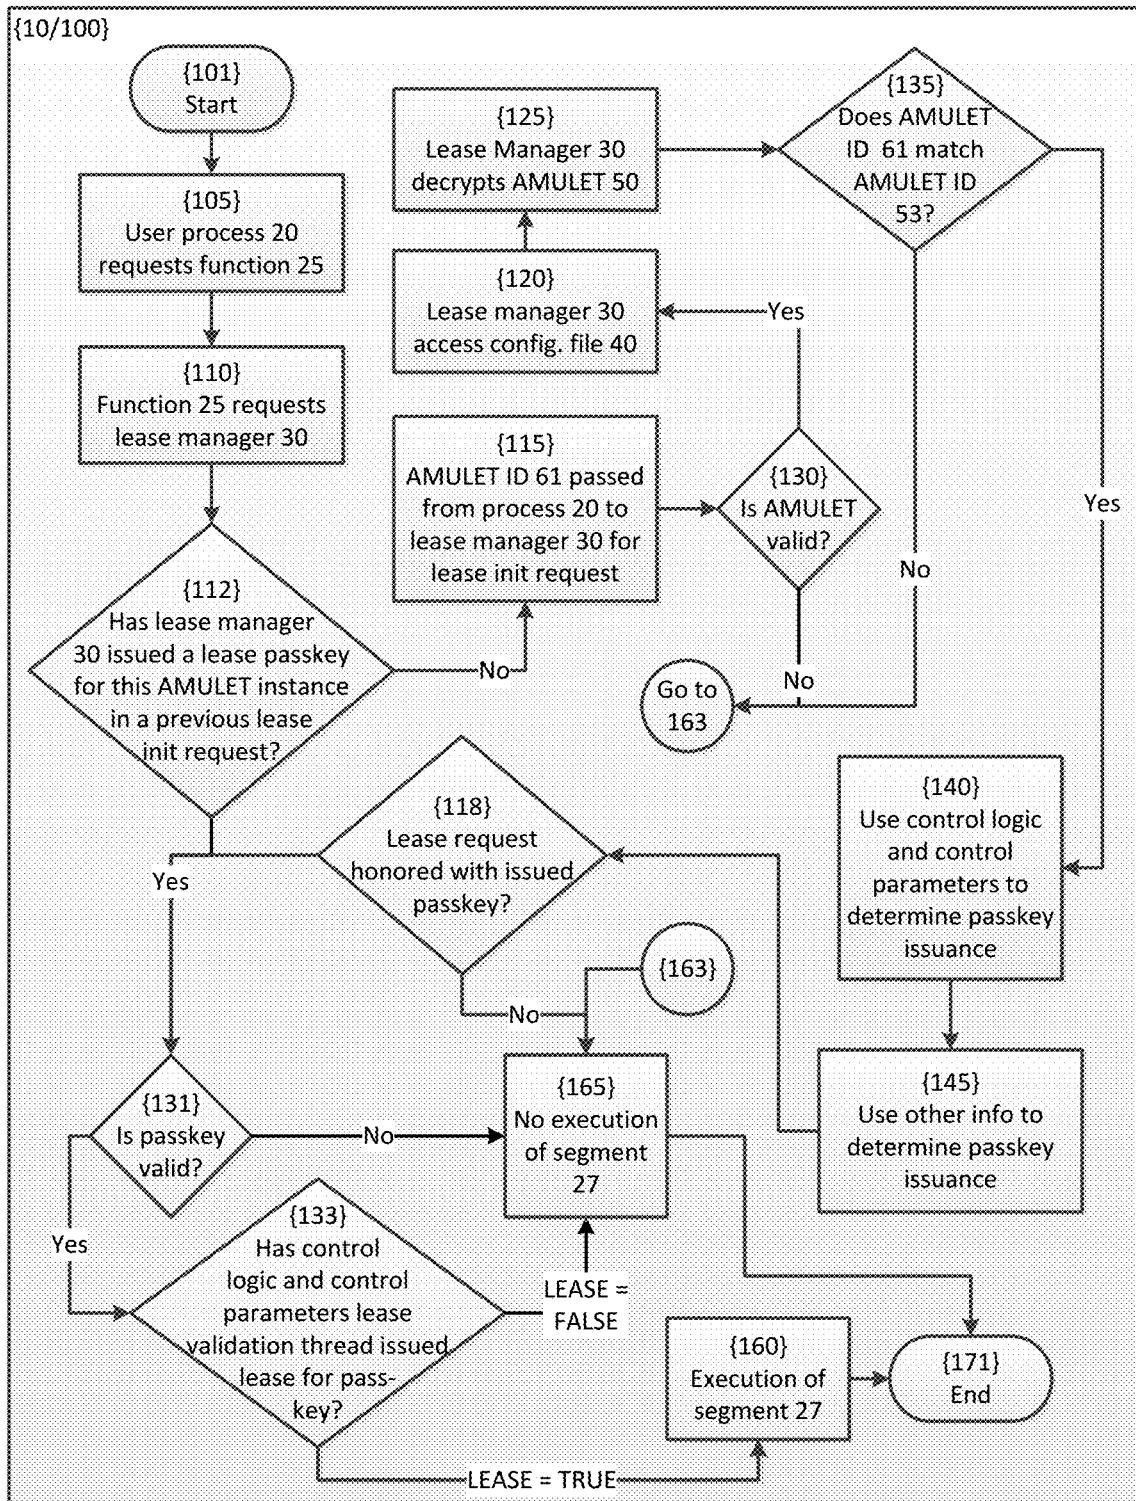 {10/100}
{101}
Start
{105}
User process 20
requests function 25
{110}
Function 25 requests
lease manager 30
{112}
Has lease manager
30 issued a lease passkey
for this AMULET instance
in a previous lease
init request?
No
Yes
{115}
AMULET ID 61 passed
from process 20 to
lease manager 30 for
lease init request
{130}
Is AMULET
valid?
Yes
No
{120}
Lease manager 30
access config. file 40
{125}
Lease Manager 30
decrypts AMULET 50
{135}
Does AMULET
ID 61 match
AMULET ID
53?
No
Yes
Go to
163
{140}
Use control logic
and control
parameters to
determine passkey
issuance
{145}
Use other info to
determine passkey
issuance
{118}
Lease request
honored with issued
passkey?
No
{163}
{131}
Is passkey
valid?
No
Yes
{165}
No execution
of segment
27
{133}
Has control
logic and control
parameters lease
validation thread issued
lease for pass-
key?
LEASE =
FALSE
LEASE = TRUE
{160}
Execution of
segment 27
{171}
End